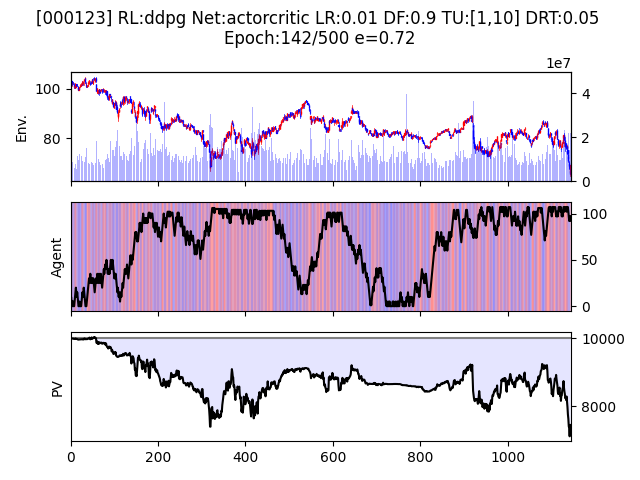 [000123] RL:ddpg Net:actorcritic LR:0.01 DF:0.9 TU:[1,10] DRT:0.05
Epoch:142/500 e=0.72
1e7
100
80
Env.
4
2
0
Agent
100
50
0
PV
10000
8000
0
200
400
600
800
1000